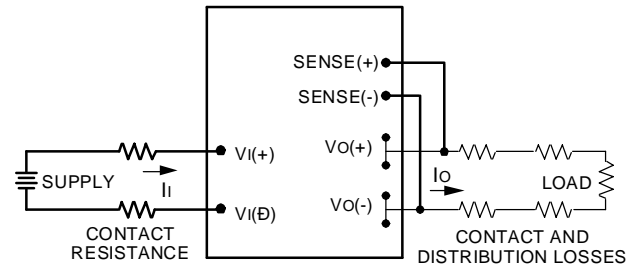 SENSE(+)
SENSE(-)
VI(+)
VO(+)
SUPPLY
II
IO
LOAD
VI(Ð)
VO(-)
CONTACT
RESISTANCE
CONTACT AND
DISTRIBUTION LOSSES